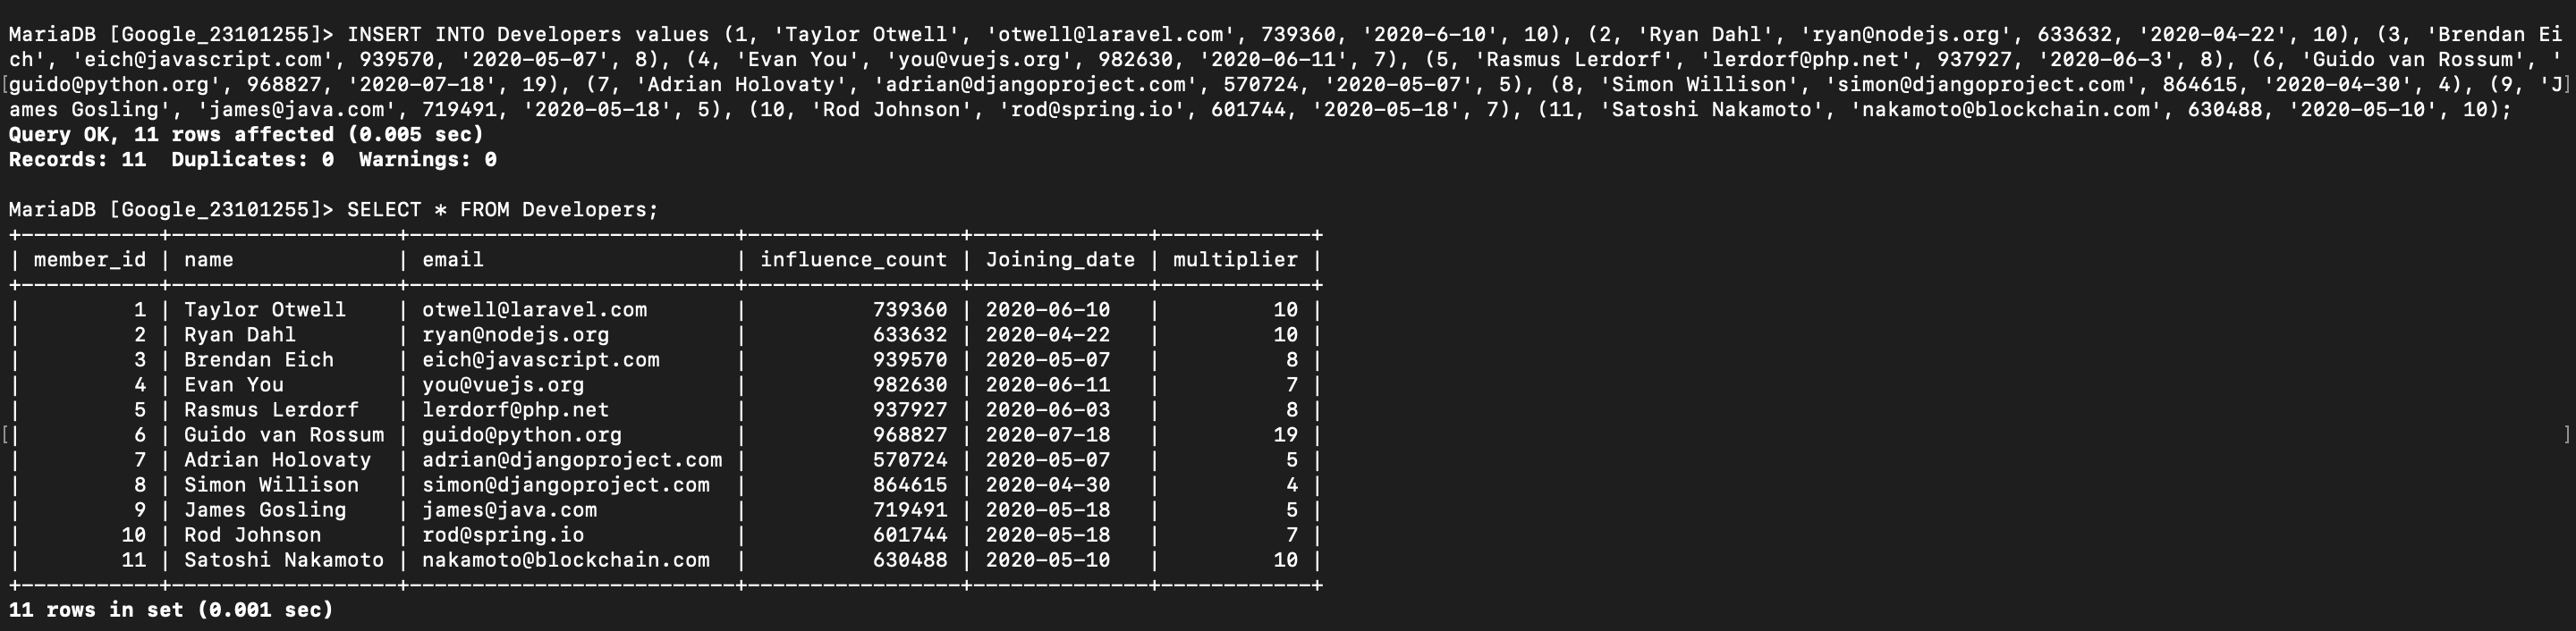 MariaDB [Google_23101255]> INSERT INTO Developers values (1, 'Taylor Otwell', 'otwell@laravel.com', 739360, '2020-6-10', 10), (2, 'Ryan Dahl', 'ryan@nodejs.org', 633632, '2020-04-22', 10), (3, 'Brendan Ei
ch', 'eich@javascript.com', 939570, '2020-05-07', 8), (4, 'Evan You', 'you@vuejs.org', 982630, '2020-06-11', 7), (5, 'Rasmus Lerdorf', 'lerdorf@php.net', 937927, '2020-06-3', 8), (6, 'Guido van Rossum', '
[guido@python.org', 968827, '2020-07-18', 19), (7, 'Adrian Holovaty', 'adrian@djangoproject.com', 570724, '2020-05-07', 5), (8, 'Simon Willison', 'simon@djangoproject.com', 864615, '2020-04-30', 4), (9, 'J]
ames Gosling', 'james@java.com', 719491, '2020-05-18', 5), (10, 'Rod Johnson', 'rod@spring.io', 601744, '2020-05-18', 7), (11, 'Satoshi Nakamoto', 'nakamoto@blockchain.com', 630488, '2020-05-10', 10);
Query OK, 11 rows affected (0.005 sec)
Records: 11  Duplicates: 0  Warnings: 0
MariaDB [Google_23101255]> SELECT * FROM Developers;
+-----------+------------------+--------------------------+-----------------+--------------+------------+
| member_id | name             | email                    | influence_count | Joining_date | multiplier |
+-----------+------------------+--------------------------+-----------------+--------------+------------+
|         1 | Taylor Otwell    | otwell@laravel.com       |          739360 | 2020-06-10   |         10 |
|         2 | Ryan Dahl        | ryan@nodejs.org          |          633632 | 2020-04-22   |         10 |
|         3 | Brendan Eich     | eich@javascript.com      |          939570 | 2020-05-07   |          8 |
|         4 | Evan You         | you@vuejs.org            |          982630 | 2020-06-11   |          7 |
|         5 | Rasmus Lerdorf   | lerdorf@php.net          |          937927 | 2020-06-03   |          8 |
[|         6 | Guido van Rossum | guido@python.org         |          968827 | 2020-07-18   |         19 | ]
|         7 | Adrian Holovaty  | adrian@djangoproject.com |          570724 | 2020-05-07   |          5 |
|         8 | Simon Willison   | simon@djangoproject.com  |          864615 | 2020-04-30   |          4 |
|         9 | James Gosling    | james@java.com           |          719491 | 2020-05-18   |          5 |
|        10 | Rod Johnson      | rod@spring.io            |          601744 | 2020-05-18   |          7 |
|        11 | Satoshi Nakamoto | nakamoto@blockchain.com  |          630488 | 2020-05-10   |         10 |
+-----------+------------------+--------------------------+-----------------+--------------+------------+
11 rows in set (0.001 sec)